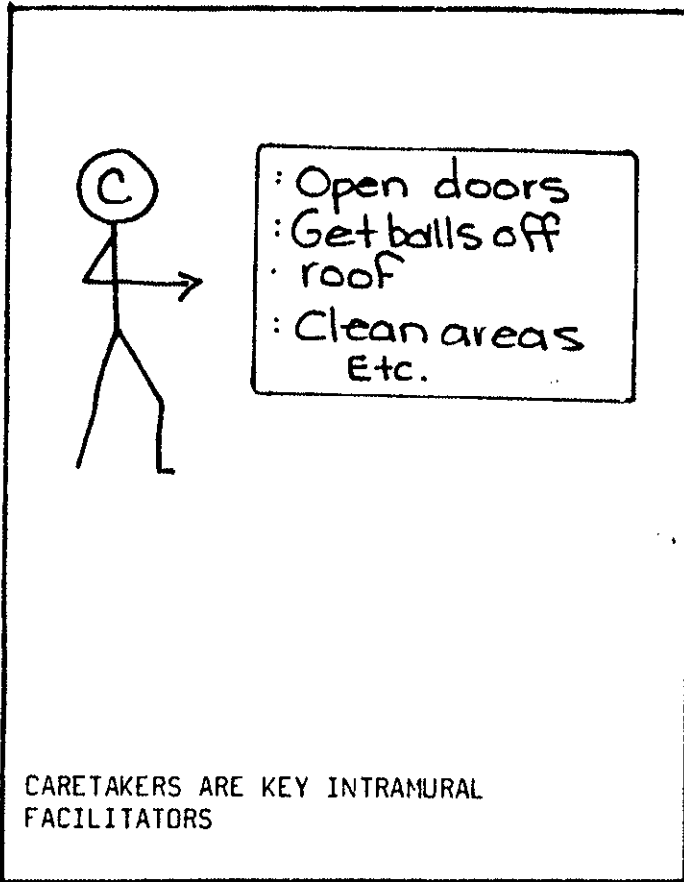 C
: Open doors
: Get balls off
· roof
: Clean areas
Etc.
CARETAKERS ARE KEY INTRAMURAL
FACILITATORS